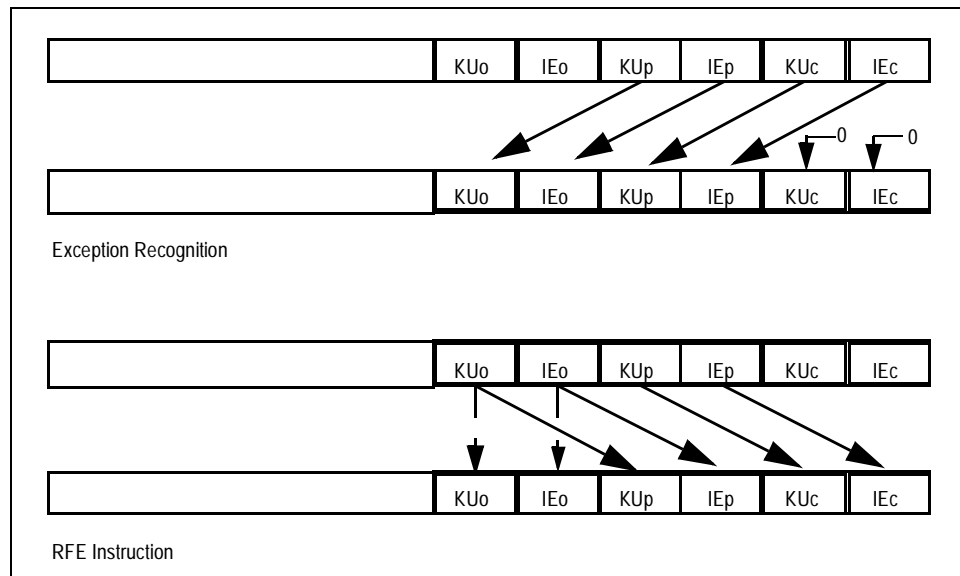 KUo IEo KUp IEp KUc IEc
0 0
KUo IEo KUp IEp KUc IEc
Exception Recognition
KUo IEo KUp IEp KUc IEc
KUo IEo KUp IEp KUc IEc
RFE Instruction